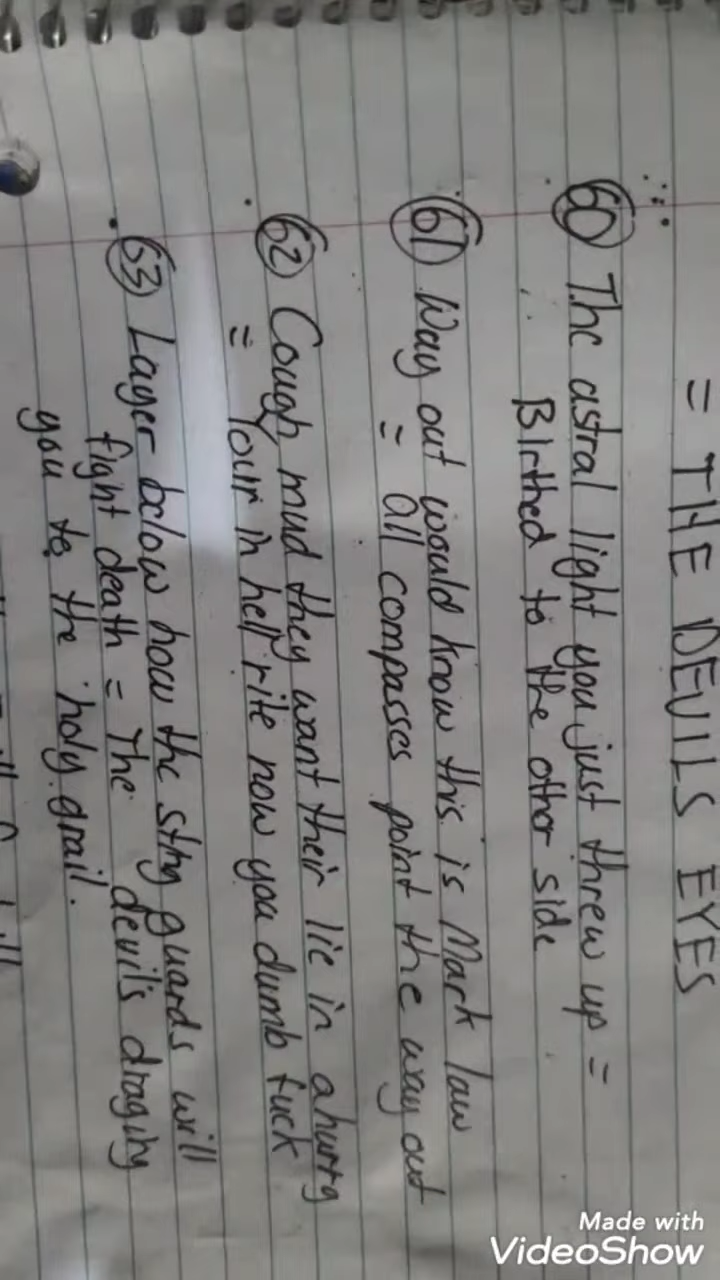 = THE DEVILS EYES
60 The astral light you just threw up =
Birthed to the other side
61 Way out would know this is Mark law
= all compasses point the way out
62 Cough mud they want their lie in a hurry
= Your in hell rite now you dumb fuck
63 Layer below how the sting guards will
fight death = The devils draging
you to the holy grail.
Made with
VideoShow